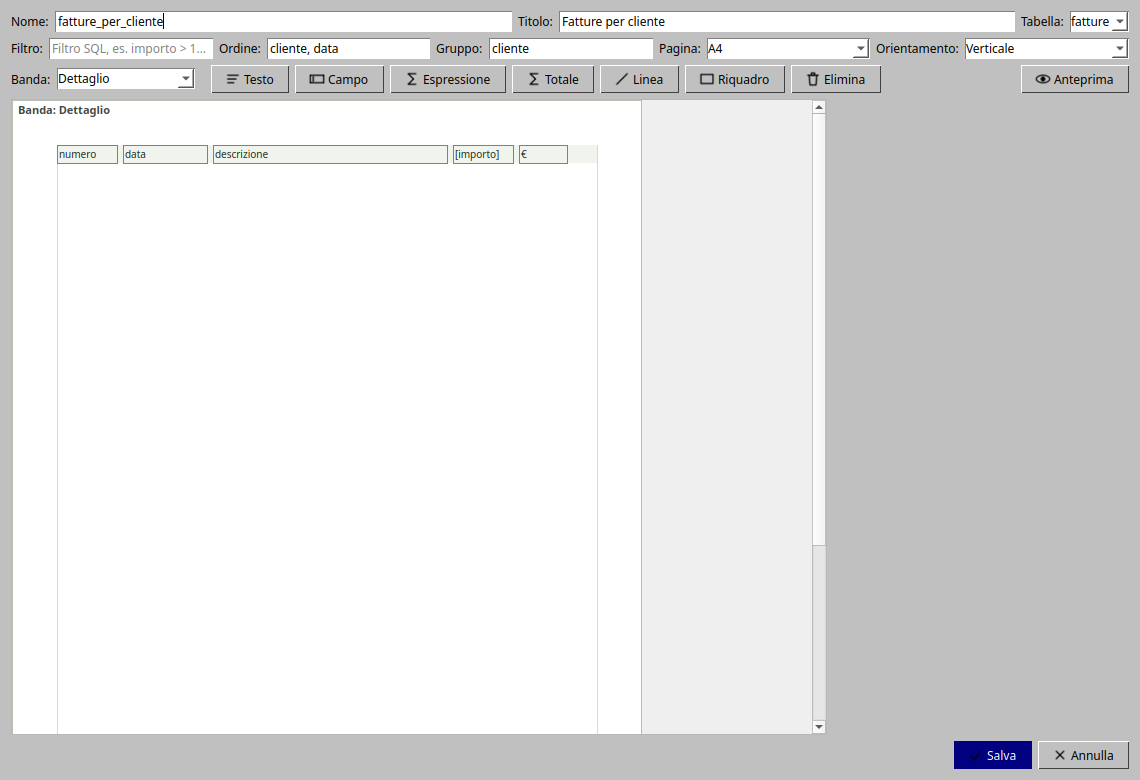 Nome: fatture_per_cliente Titolo: Fatture per cliente Tabella: fatture
Filtro: Filtro SQL, es. importo > 1... Ordine: cliente, data Gruppo: cliente Pagina: A4 Orientamento: Verticale
Banda: Dettaglio Testo Campo Espressione Totale Linea Riquadro Elimina Anteprima
Banda: Dettaglio
numero data descrizione [importo] €
Salva Annulla